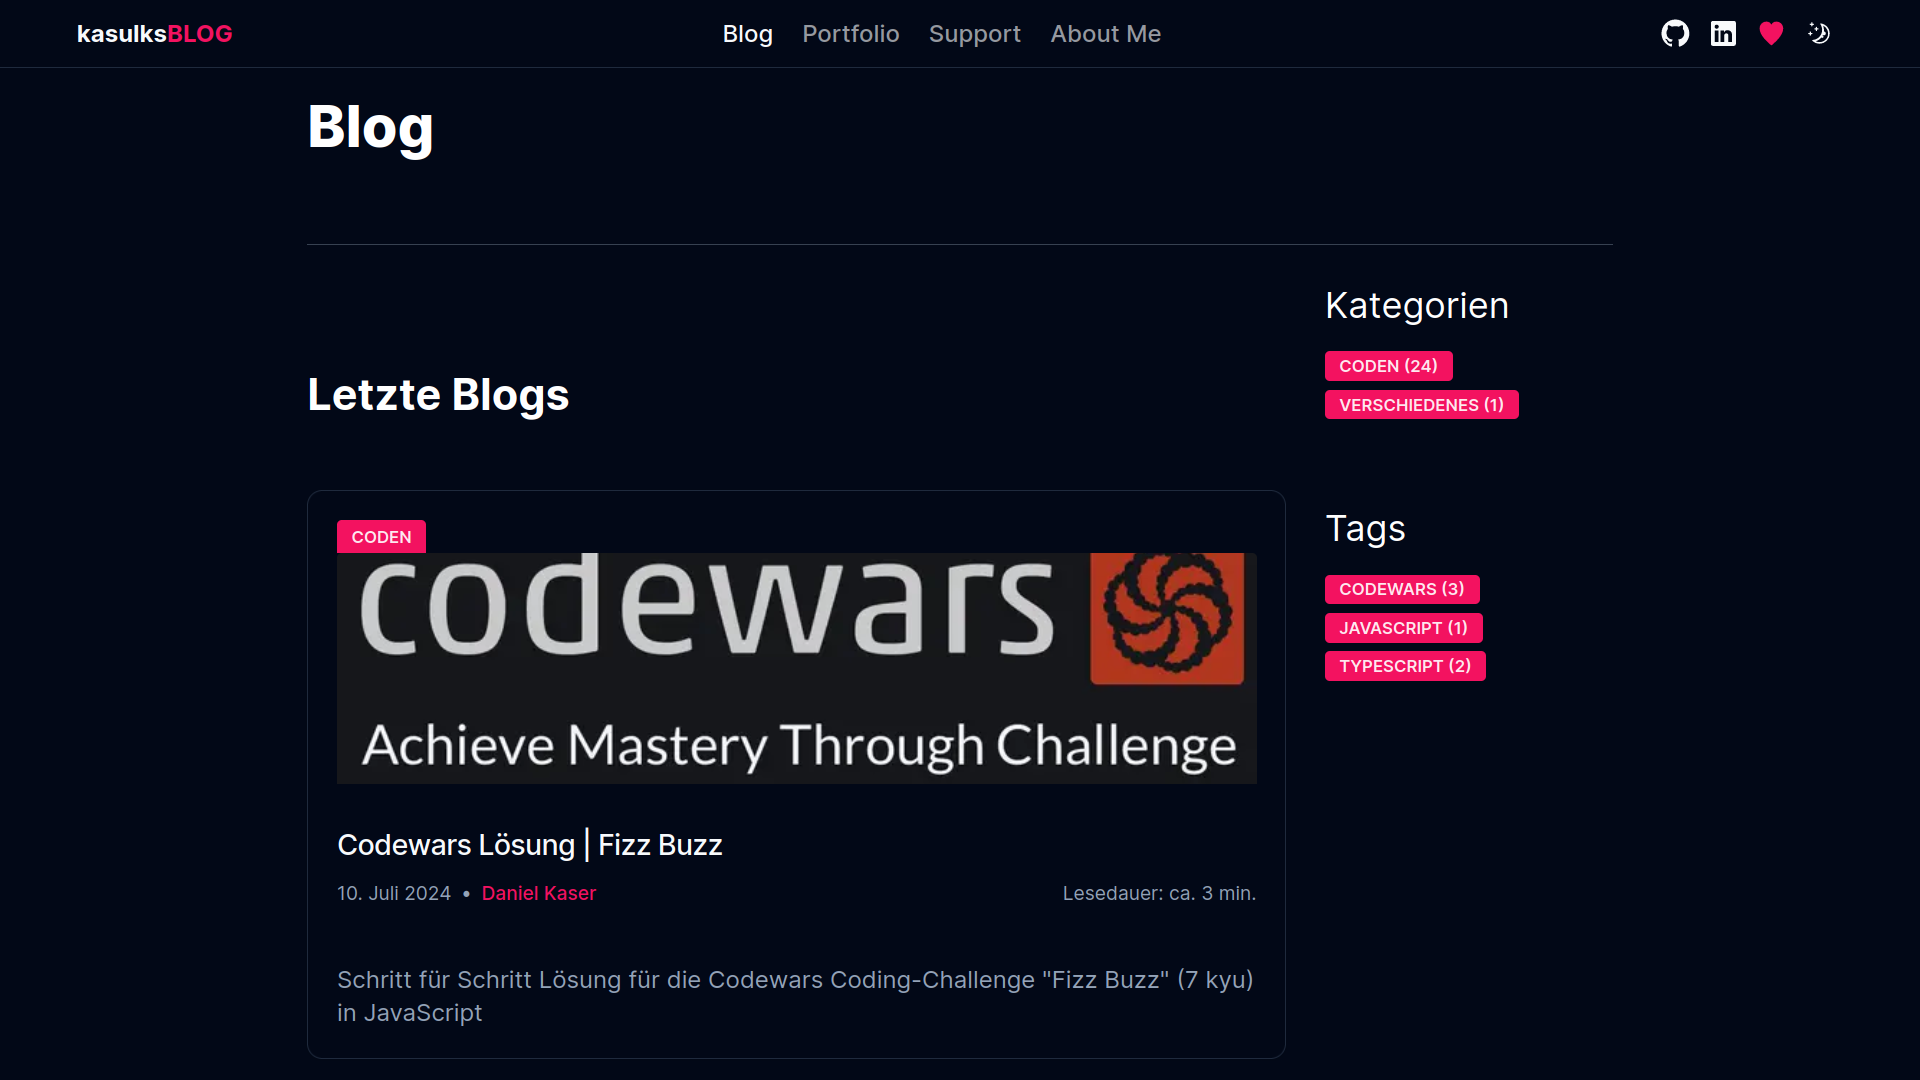 kasulksBLOG
Blog
Portfolio
Support
About Me
Blog
Letzte Blogs
CODEN
codewars
Achieve Mastery Through Challenge
Codewars Lösung | Fizz Buzz
10. Juli 2024 • Daniel Kaser
Lesedauer: ca. 3 min.
Schritt für Schritt Lösung für die Codewars Coding-Challenge "Fizz Buzz" (7 kyu)
in JavaScript
Kategorien
CODEN (24)
VERSCHIEDENES (1)
Tags
CODEWARS (3)
JAVASCRIPT (1)
TYPESCRIPT (2)